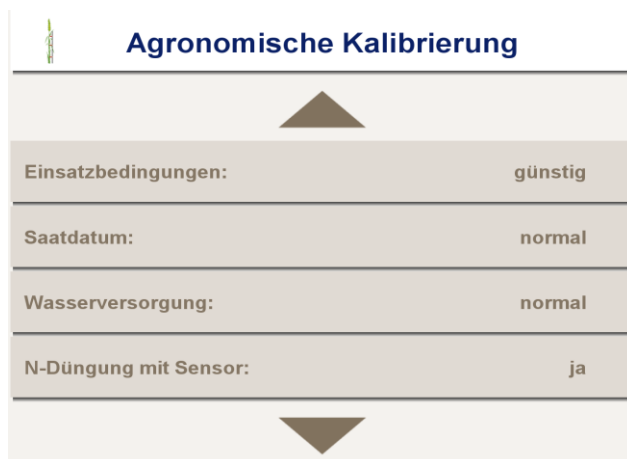 Agronomische Kalibrierung
Einsatzbedingungen: günstig
Saatdatum: normal
Wasserversorgung: normal
N-Düngung mit Sensor: ja